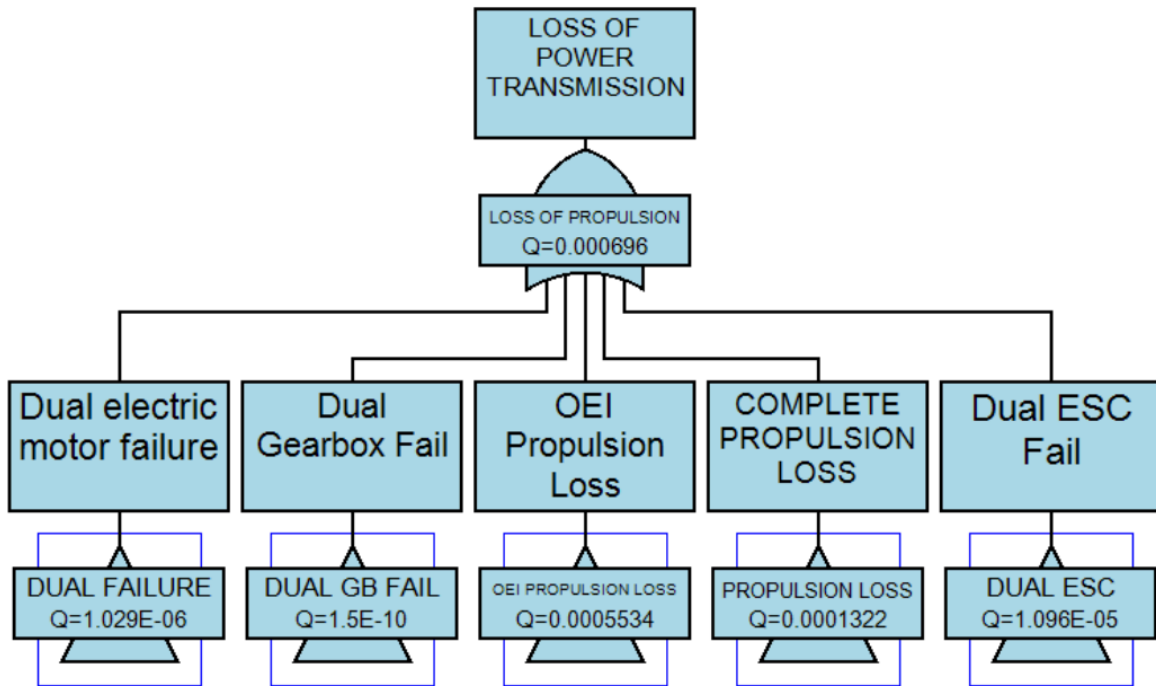 LOSS OF
POWER
TRANSMISSION
LOSS OF PROPULSION
Q=0.000696
Dual electric
motor failure
Dual
Gearbox Fail
OEI
Propulsion
Loss
COMPLETE
PROPULSION
LOSS
Dual ESC
Fail
DUAL FAILURE
Q=1.029E-06
DUAL GB FAIL
Q=1.5E-10
OEI PROPULSION LOSS
Q=0.0005534
PROPULSION LOSS
Q=0.0001322
DUAL ESC
Q=1.096E-05